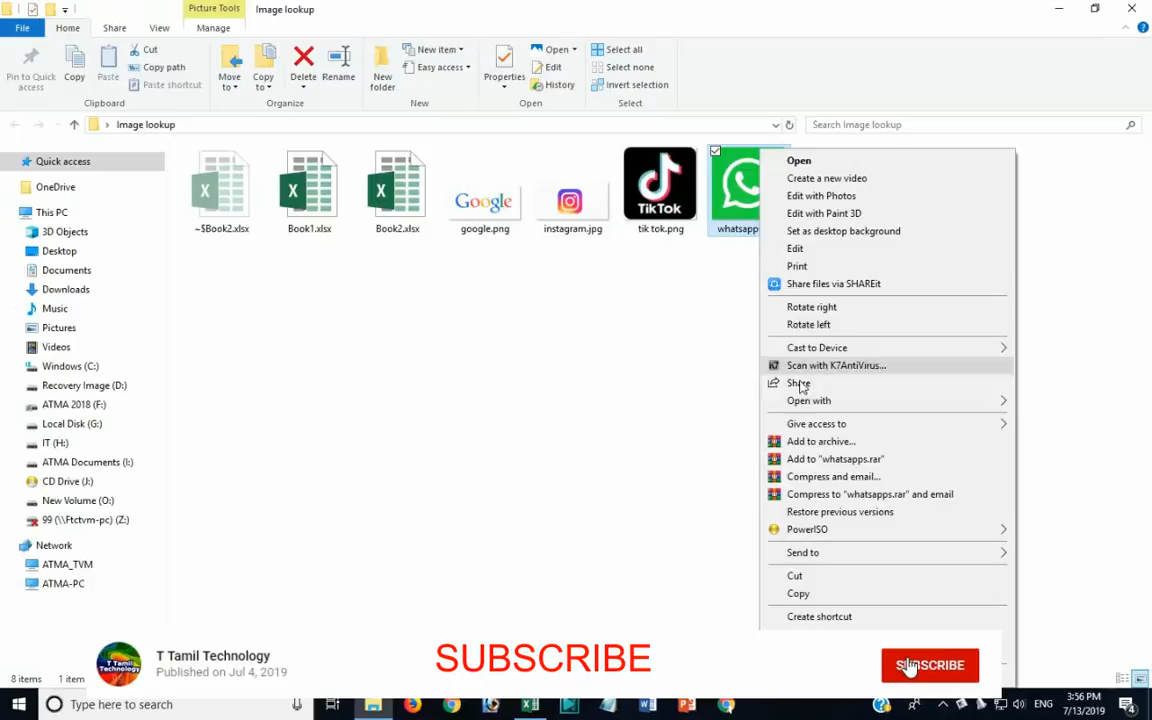 Picture Tools
Image lookup
File
Home
Share
View
Manage
Pin to Quick
access
Copy
Paste
Cut
Copy path
Paste shortcut
Clipboard
Move
to
Copy
to
Delete
Rename
Organize
New
folder
New item
Easy access
New
Properties
Open
Edit
History
Open
Select all
Select none
Invert selection
Select
Image lookup
Search Image lookup
Quick access
OneDrive
This PC
3D Objects
Desktop
Documents
Downloads
Music
Pictures
Videos
Windows (C:)
Recovery Image (D:)
ATMA 2018 (F:)
Local Disk (G:)
IT (H:)
ATMA Documents (I:)
CD Drive (J:)
New Volume (O:)
99 (\\Ftctvm-pc) (Z:)
Network
ATMA_TVM
ATMA-PC
~$Book2.xlsx
Book1.xlsx
Book2.xlsx
Google
google.png
instagram.jpg
TikTok
tik tok.png
whatsapp
Open
Create a new video
Edit with Photos
Edit with Paint 3D
Set as desktop background
Edit
Print
Share files via SHAREit
Rotate right
Rotate left
Cast to Device
Scan with K7AntiVirus...
Share
Open with
Give access to
Add to archive...
Add to "whatsapps.rar"
Compress and email...
Compress to "whatsapps.rar" and email
Restore previous versions
PowerISO
Send to
Cut
Copy
Create shortcut
T Tamil Technology
Published on Jul 4, 2019
SUBSCRIBE
SUBSCRIBE
8 items
1 item
Type here to search
ENG
3:56 PM
7/13/2019
4